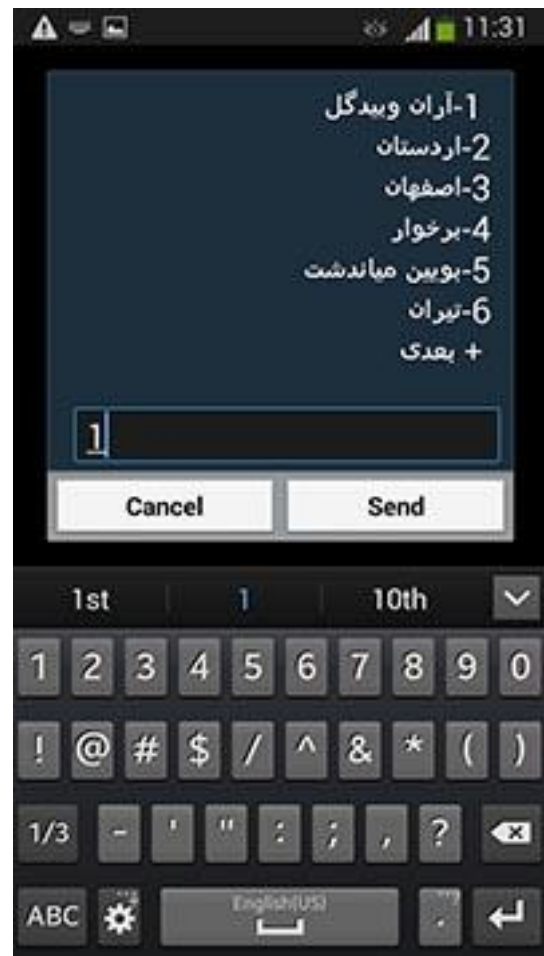 11:31
1-آران وبیدگل
2-اردستان
3-اصفهان
4-برخوار
5-بویین میاندشت
6-تیران
+ بعدی
1
Cancel Send
1st 1 10th
1 2 3 4 5 6 7 8 9 0
! @ # $ / ^ & * ( )
1/3 - ' " : ; , ?
ABC English(US) .